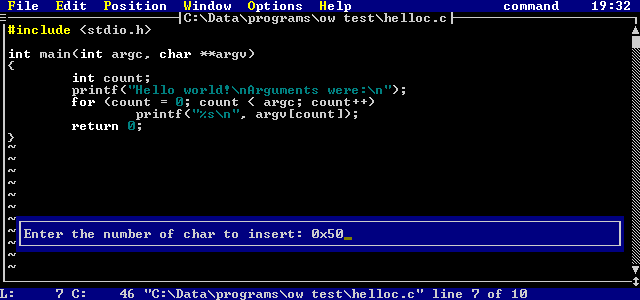 File  Edit  Position  Window  Options  Help  command  19:32
C:\Data\programs\ow test\helloc.c
#include <stdio.h>
int main(int argc, char **argv)
{
        int count;
        printf("Hello world!\nArguments were:\n");
        for (count = 0; count < argc; count++)
                printf("%s\n", argv[count]);
        return 0;
}
~
~
~
~
~
~
~
Enter the number of char to insert: 0x50_
~
~
~
~
L:     7 C:    46 "C:\Data\programs\ow test\helloc.c" line 7 of 10